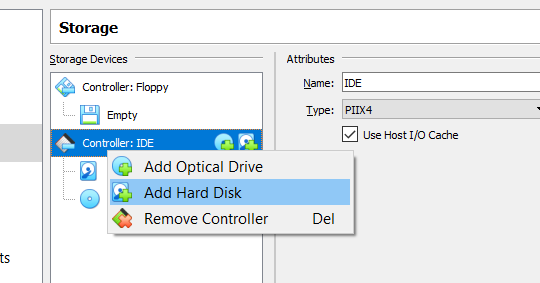 Storage
Storage Devices
Controller: Floppy
Empty
Controller: IDE
Add Optical Drive
Add Hard Disk
Remove Controller Del
ts
Attributes
Name: IDE
Type: PIIX4
Use Host I/O Cache